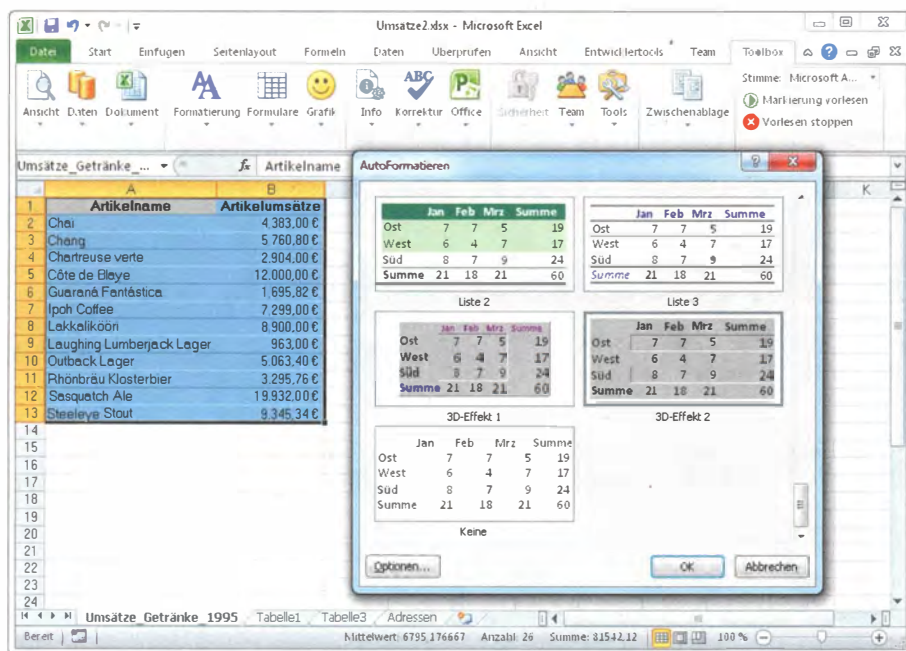 Umsätze2.xlsx - Microsoft Excel
Datei Start Einfügen Seitenlayout Formeln Daten Überprüfen Ansicht Entwicklertools Team Toolbox
Ansicht Daten Dokument Formatierung Formulare Grafik Info Korrektur Office Sicherheit Team Tools Zwischenablage
Stimme: Microsoft A...
Markierung vorlesen
Vorlesen stoppen
Umsätze_Getränke_... fx Artikelname
A B K
1 Artikelname Artikelumsätze
2 Chai 4.383,00 €
3 Chang 5.760,80 €
4 Chartreuse verte 2.904,00 €
5 Côte de Blaye 12.000,00 €
6 Guaraná Fantástica 1.695,82 €
7 Ipoh Coffee 7.299,00 €
8 Lakkalikööri 8.900,00 €
9 Laughing Lumberjack Lager 963,00 €
10 Outback Lager 5.063,40 €
11 Rhönbräu Klosterbier 3.295,76 €
12 Sasquatch Ale 19.932,00 €
13 Steeleye Stout 9.345,34 €
14
15
16
17
18
19
20
21
22
23
24
AutoFormatieren
Jan Feb Mrz Summe
Ost 7 7 5 19
West 6 4 7 17
Süd 8 7 9 24
Summe 21 18 21 60
Liste 2
Jan Feb Mrz Summe
Ost 7 7 5 19
West 6 4 7 17
Süd 8 7 9 24
Summe 21 18 21 60
Liste 3
Jan Feb Mrz Summe
Ost 7 7 5 19
West 6 4 7 17
Süd 8 7 9 24
Summe 21 18 21 60
3D-Effekt 1
Jan Feb Mrz Summe
Ost 7 7 5 19
West 6 4 7 17
Süd 8 7 9 24
Summe 21 18 21 60
3D-Effekt 2
Jan Feb Mrz Summe
Ost 7 7 5 19
West 6 4 7 17
Süd 8 7 9 24
Summe 21 18 21 60
Keine
Optionen... OK Abbrechen
Umsätze_Getränke_1995 Tabelle1 Tabelle3 Adressen
Bereit Mittelwert: 6795,176667 Anzahl: 26 Summe: 81542,12 100 %